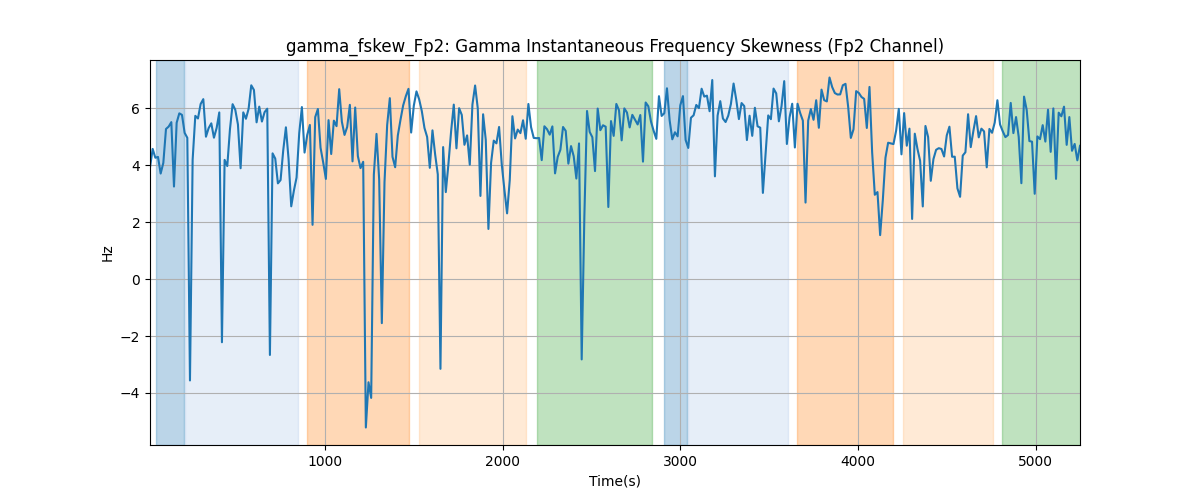 gamma_fskew_Fp2: Gamma Instantaneous Frequency Skewness (Fp2 Channel)
6
4
2
0
−2
−4
Hz
1000 2000 3000 4000 5000
Time(s)